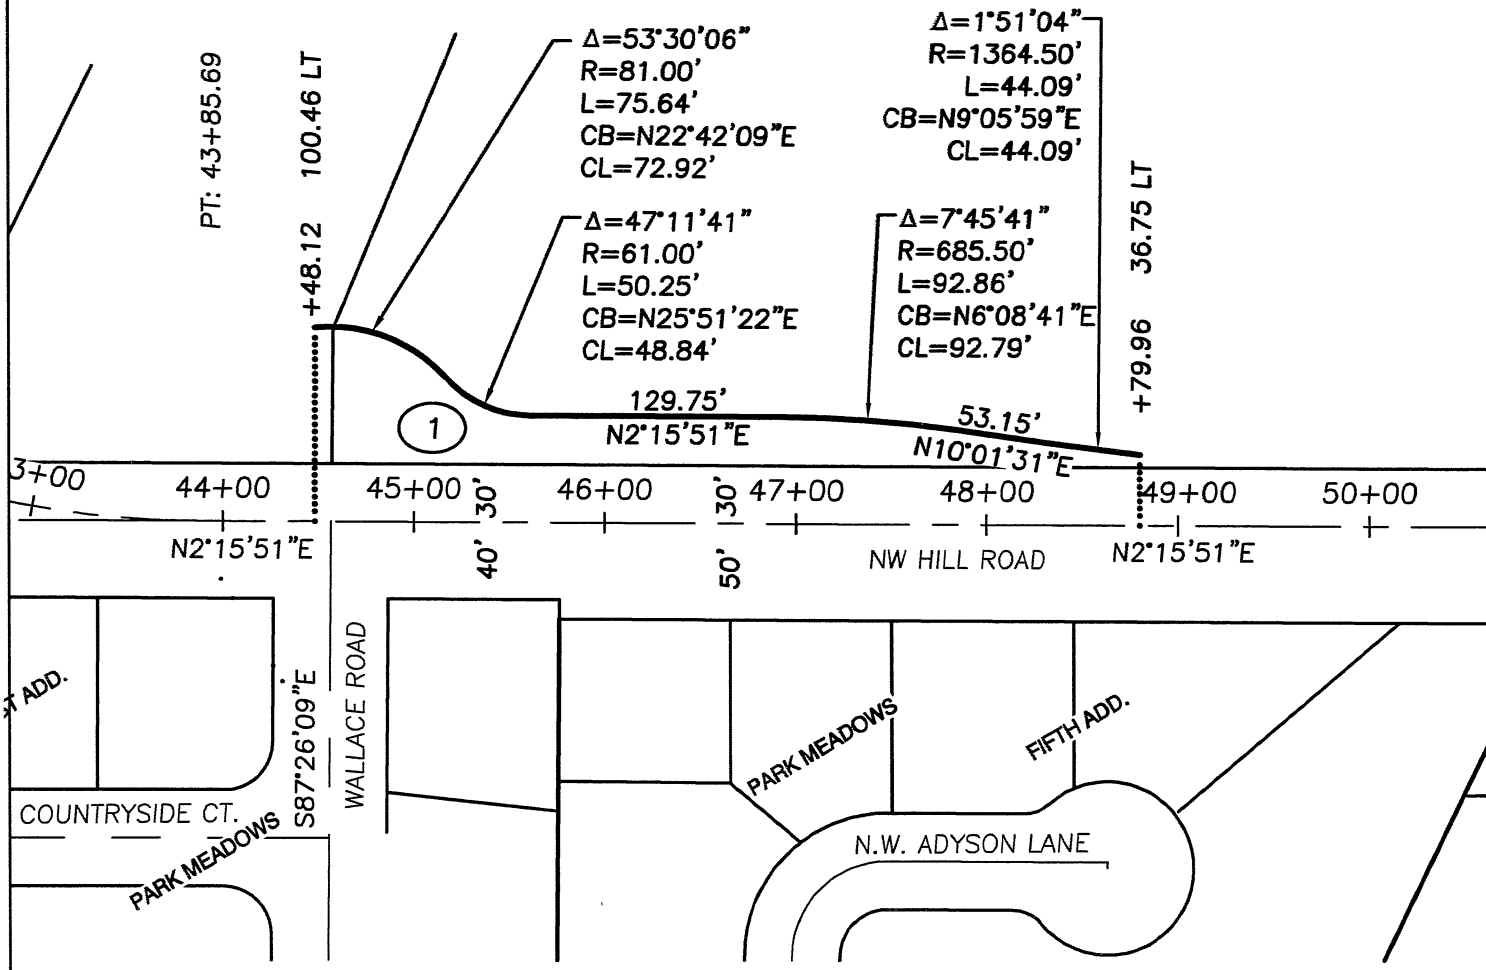 PT: 43+85.69
+48.12 100.46 LT
Δ=53°30'06"
R=81.00'
L=75.64'
CB=N22°42'09"E
CL=72.92'
Δ=1°51'04"
R=1364.50'
L=44.09'
CB=N9°05'59"E
CL=44.09'
Δ=47°11'41"
R=61.00'
L=50.25'
CB=N25°51'22"E
CL=48.84'
Δ=7°45'41"
R=685.50'
L=92.86'
CB=N6°08'41"E
CL=92.79'
+79.96 36.75 LT
1
129.75'
N2°15'51"E
53.15'
N10°01'31"E
3+00
44+00
45+00
30'
46+00
30'
47+00
48+00
49+00
50+00
N2°15'51"E
40'
50'
NW HILL ROAD
N2°15'51"E
S87°26'09"E
WALLACE ROAD
ST ADD.
COUNTRYSIDE CT.
PARK MEADOWS
PARK MEADOWS
FIFTH ADD.
N.W. ADYSON LANE